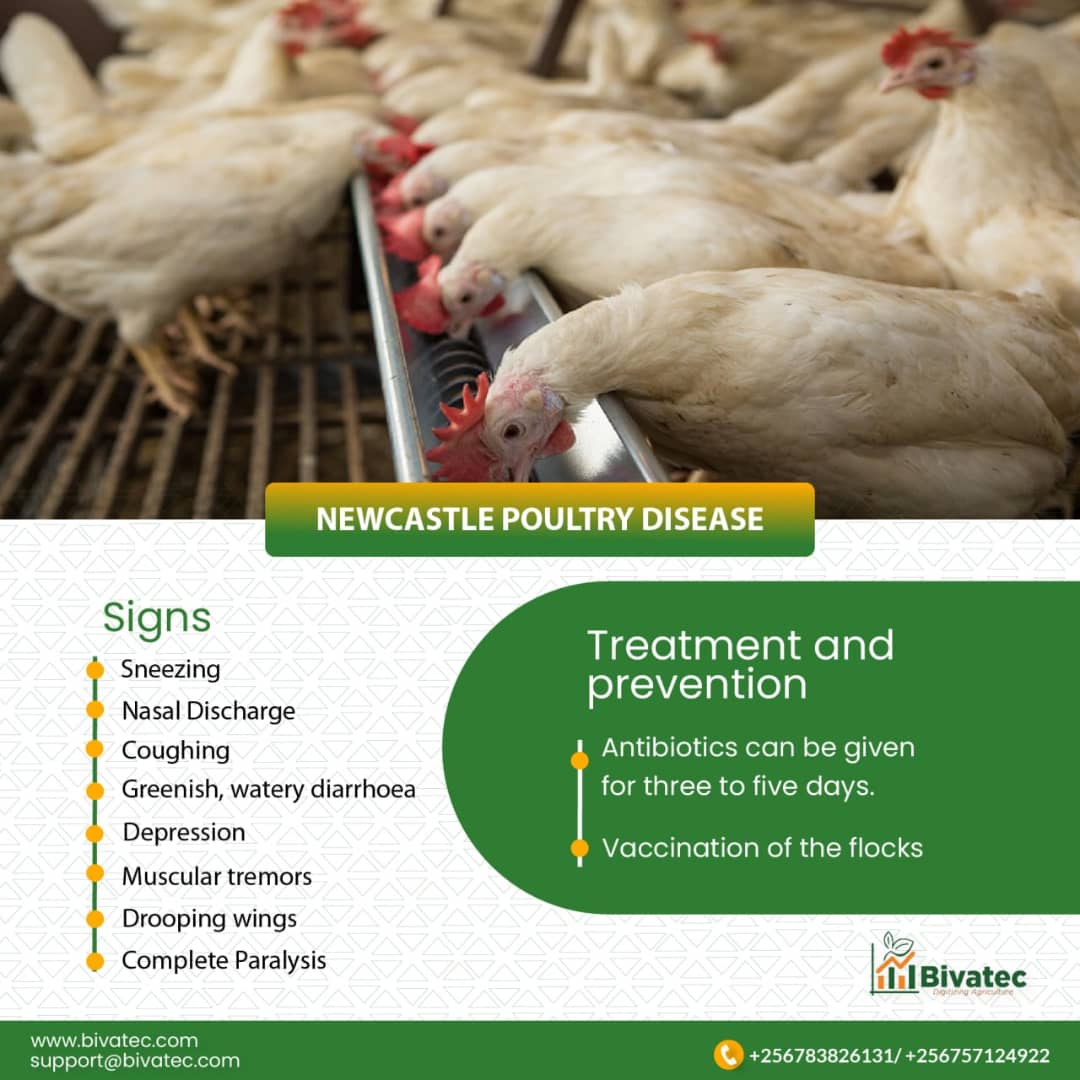 NEWCASTLE POULTRY DISEASE
Signs
Sneezing
Nasal Discharge
Coughing
Greenish, watery diarrhoea
Depression
Muscular tremors
Drooping wings
Complete Paralysis
Treatment and
prevention
Antibiotics can be given
for three to five days.
Vaccination of the flocks
Bivatec
Digitizing Agriculture
www.bivatec.com
support@bivatec.com
+256783826131/ +256757124922